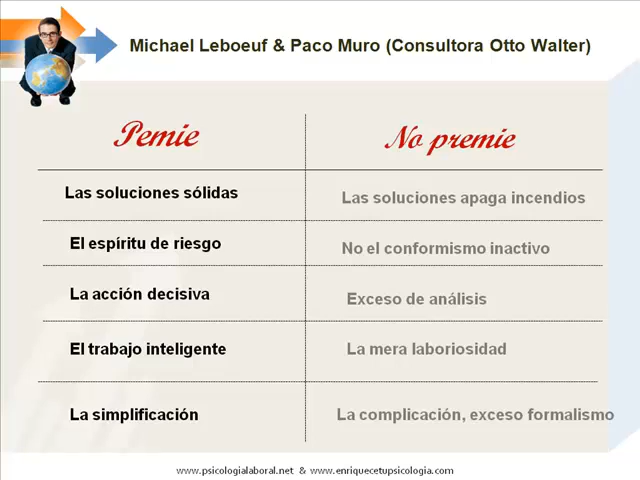 Michael Leboeuf & Paco Muro (Consultora Otto Walter)
Pemie No premie
Las soluciones sólidas Las soluciones apaga incendios
El espíritu de riesgo No el conformismo inactivo
La acción decisiva Exceso de análisis
El trabajo inteligente La mera laboriosidad
La simplificación La complicación, exceso formalismo
www.psicologialaboral.net & www.enriquecetupsicologia.com